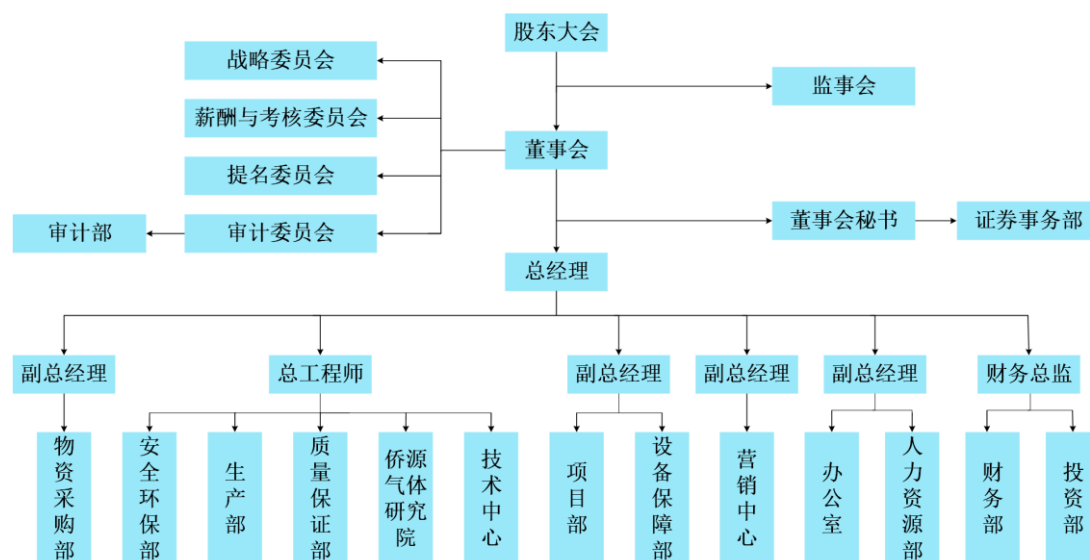 股东大会
战略委员会
监事会
薪酬与考核委员会
董事会
提名委员会
审计部
审计委员会
董事会秘书
证券事务部
总经理
副总经理
总工程师
副总经理
副总经理
副总经理
财务总监
物资采购部
安全环保部
生产部
质量保证部
侨源气体研究院
技术中心
项目部
设备保障部
营销中心
办公室
人力资源部
财务部
投资部